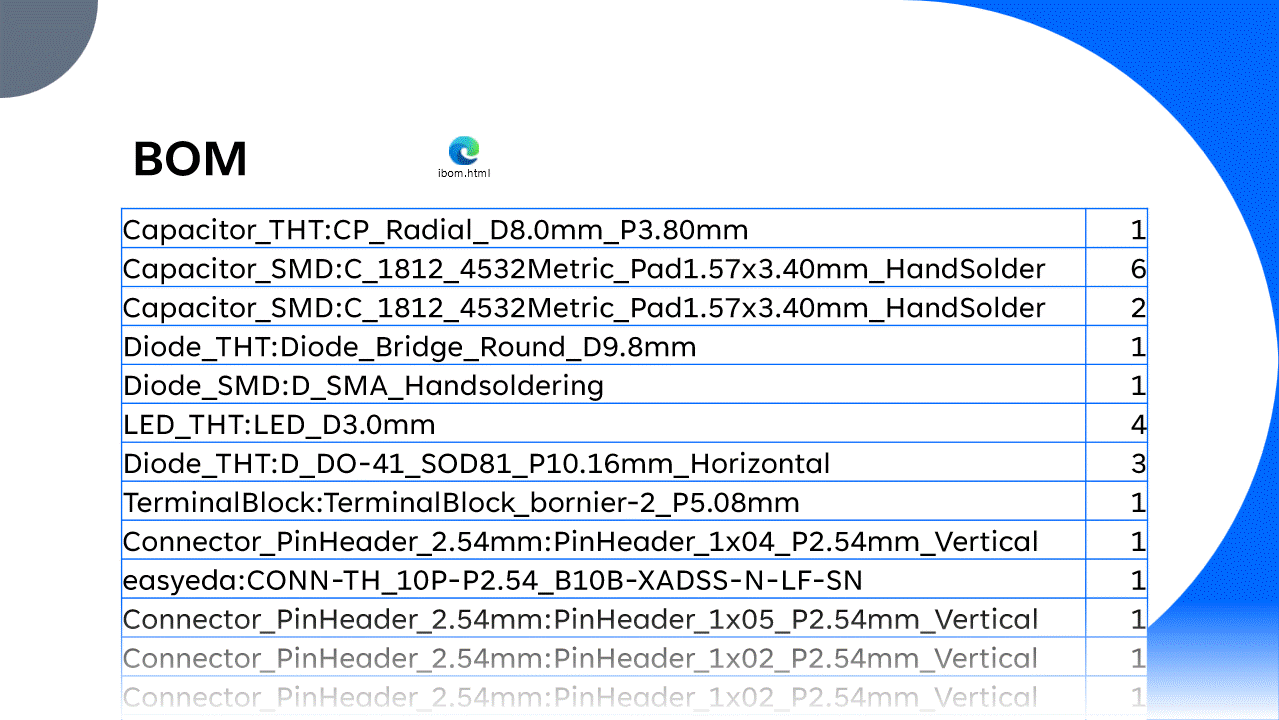 BOM
ibom.html
Capacitor_THT:CP_Radial_D8.0mm_P3.80mm 1
Capacitor_SMD:C_1812_4532Metric_Pad1.57x3.40mm_HandSolder 6
Capacitor_SMD:C_1812_4532Metric_Pad1.57x3.40mm_HandSolder 2
Diode_THT:Diode_Bridge_Round_D9.8mm 1
Diode_SMD:D_SMA_Handsoldering 1
LED_THT:LED_D3.0mm 4
Diode_THT:D_DO-41_SOD81_P10.16mm_Horizontal 3
TerminalBlock:TerminalBlock_bornier-2_P5.08mm 1
Connector_PinHeader_2.54mm:PinHeader_1x04_P2.54mm_Vertical 1
easyeda:CONN-TH_10P-P2.54_B10B-XADSS-N-LF-SN 1
Connector_PinHeader_2.54mm:PinHeader_1x05_P2.54mm_Vertical 1
Connector_PinHeader_2.54mm:PinHeader_1x02_P2.54mm_Vertical 1
Connector_PinHeader_2.54mm:PinHeader_1x02_P2.54mm_Vertical 1